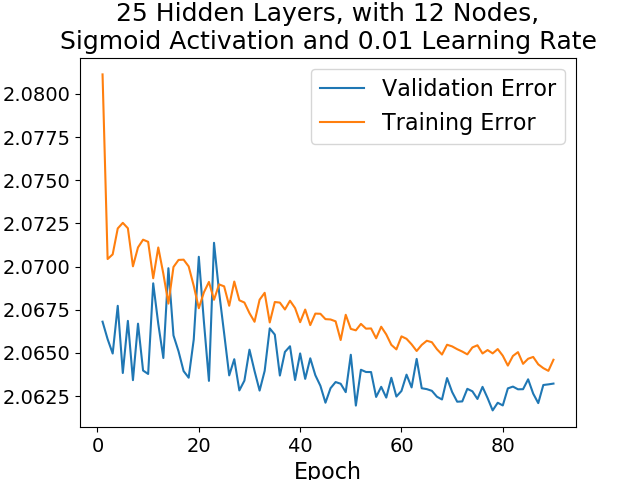 25 Hidden Layers, with 12 Nodes,
Sigmoid Activation and 0.01 Learning Rate
Validation Error
Training Error
2.0800
2.0775
2.0750
2.0725
2.0700
2.0675
2.0650
2.0625
0 20 40 60 80
Epoch